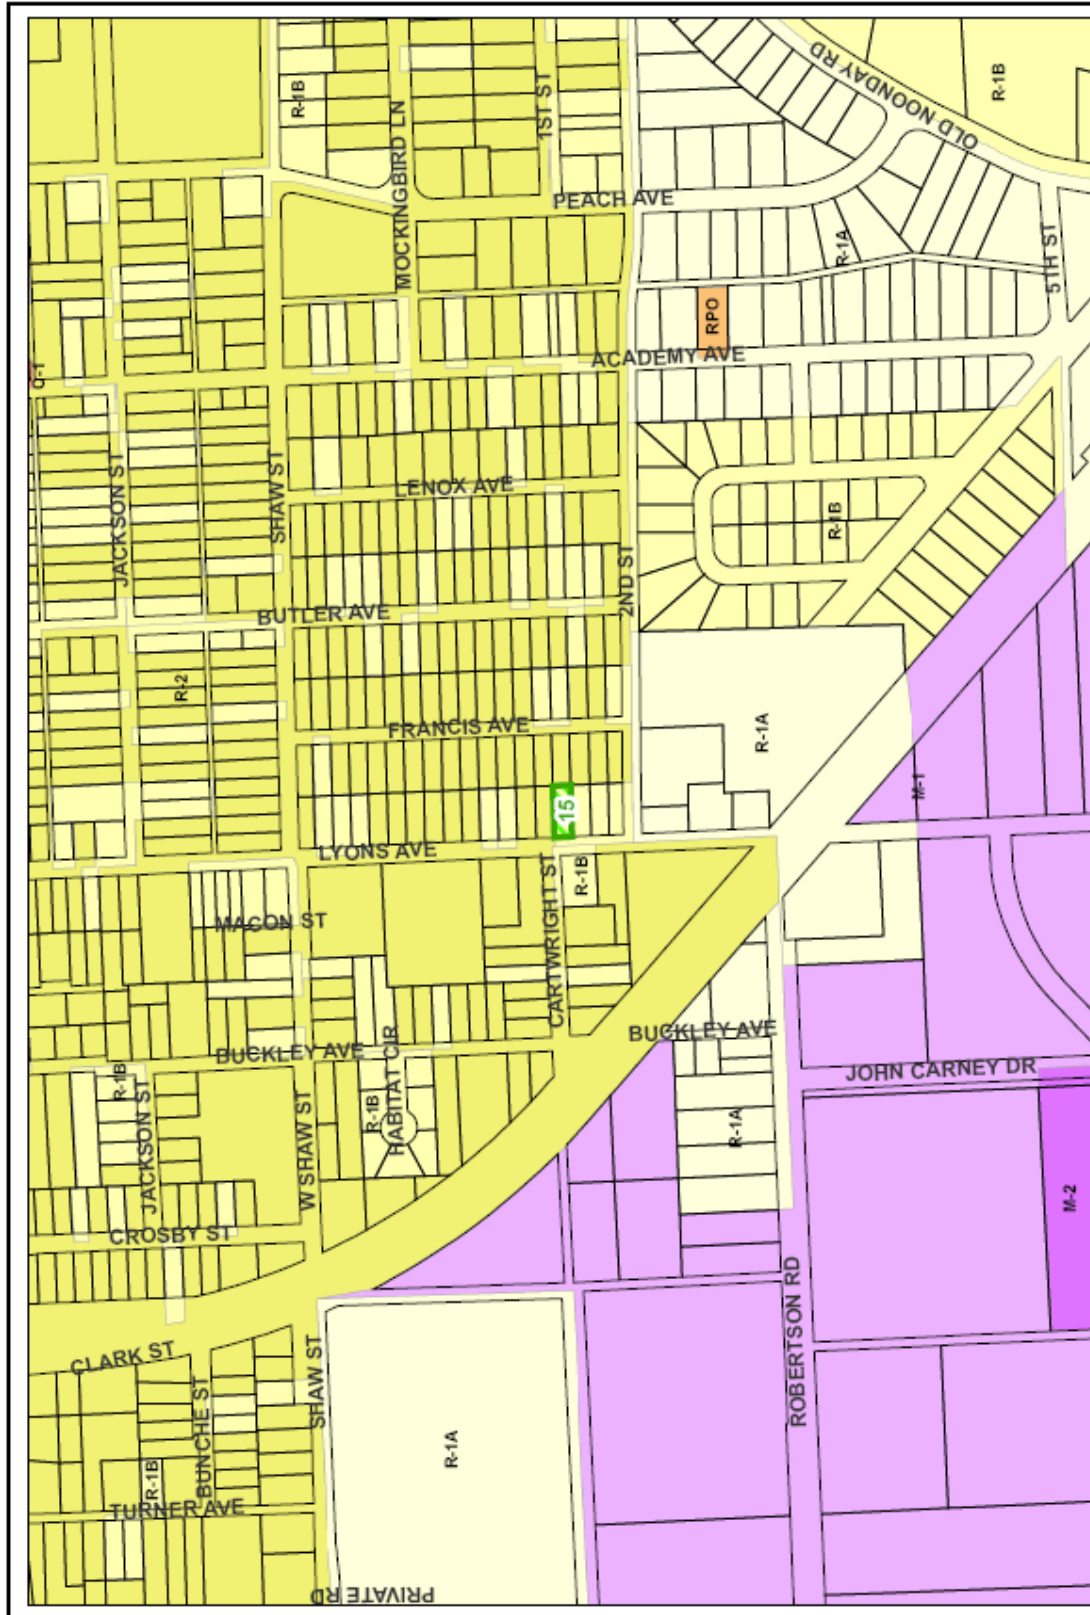 OLD NOONDAY RD
R-1B
R-1B
1ST ST
MOCKINGBIRD LN
PEACH AVE
R-1A
5TH ST
RPO
ACADEMY AVE
C-1
JACKSON ST
SHAW ST
LENOX AVE
R-1B
2ND ST
BUTLER AVE
R-2
FRANCIS AVE
R-1A
M-1
15
LYONS AVE
CARTWRIGHT ST
R-1B
MACON ST
BUCKLEY AVE
BUCKLEY AVE
HABITAT CIR
R-1B
R-1B
JACKSON ST
W SHAW ST
R-1A
JOHN CARNEY DR
M-2
CROSBY ST
ROBERTSON RD
CLARK ST
SHAW ST
BUNCHE ST
R-1A
R-1B
TURNER AVE
PRIVATE RD